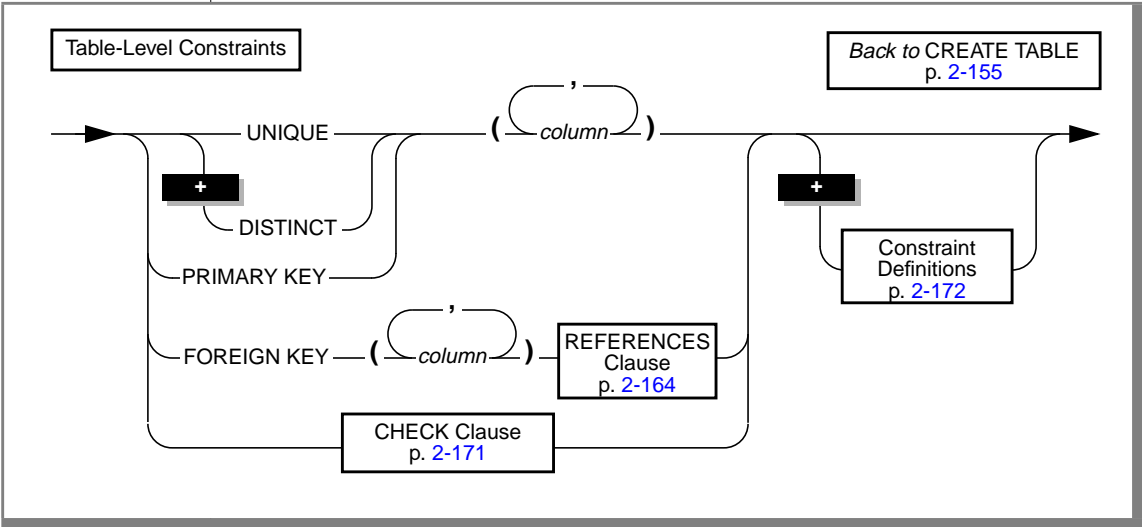 Table-Level Constraints
Back to CREATE TABLE
p. 2-155
,
UNIQUE
( column )
+
+
DISTINCT
PRIMARY KEY
Constraint
Definitions
p. 2-172
,
FOREIGN KEY ( column )
REFERENCES
Clause
p. 2-164
CHECK Clause
p. 2-171